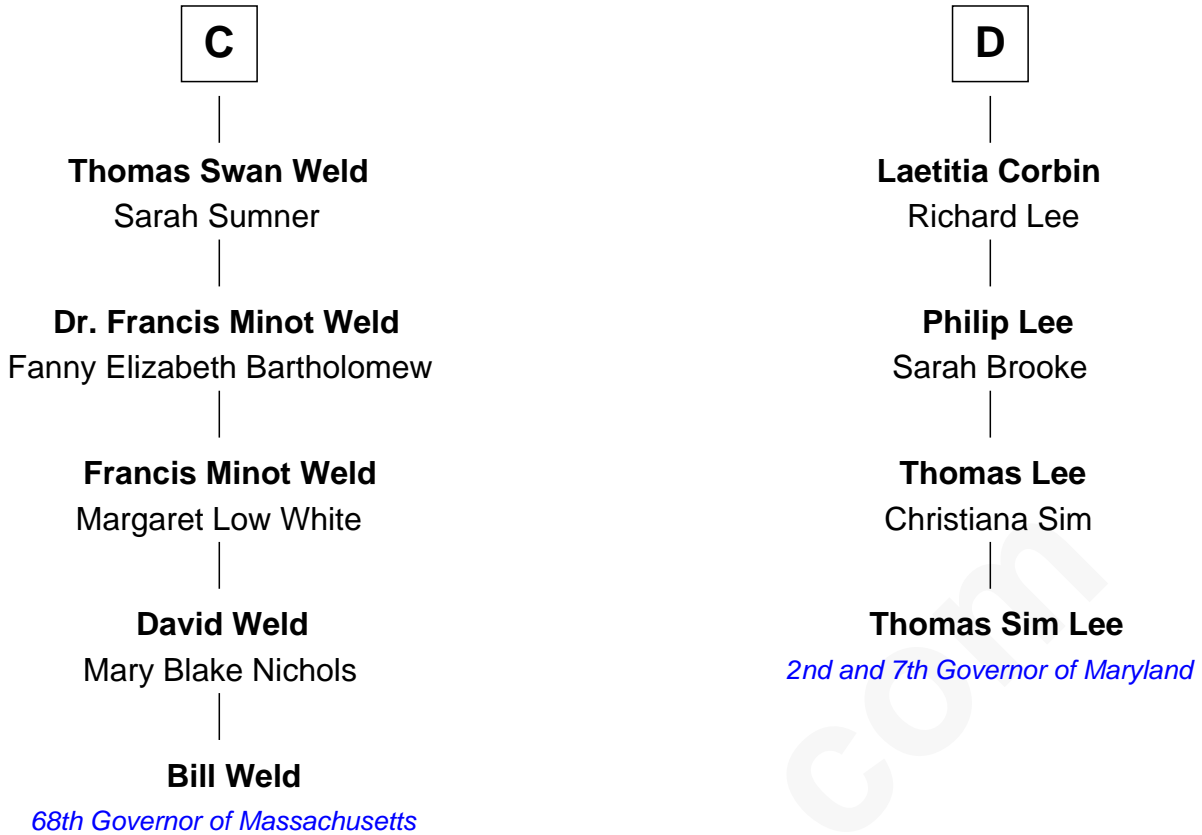 C
Thomas Swan Weld
Sarah Sumner
Dr. Francis Minot Weld
Fanny Elizabeth Bartholomew
Francis Minot Weld
Margaret Low White
David Weld
Mary Blake Nichols
Bill Weld
68th Governor of Massachusetts
D
Laetitia Corbin
Richard Lee
Philip Lee
Sarah Brooke
Thomas Lee
Christiana Sim
Thomas Sim Lee
2nd and 7th Governor of Maryland
com